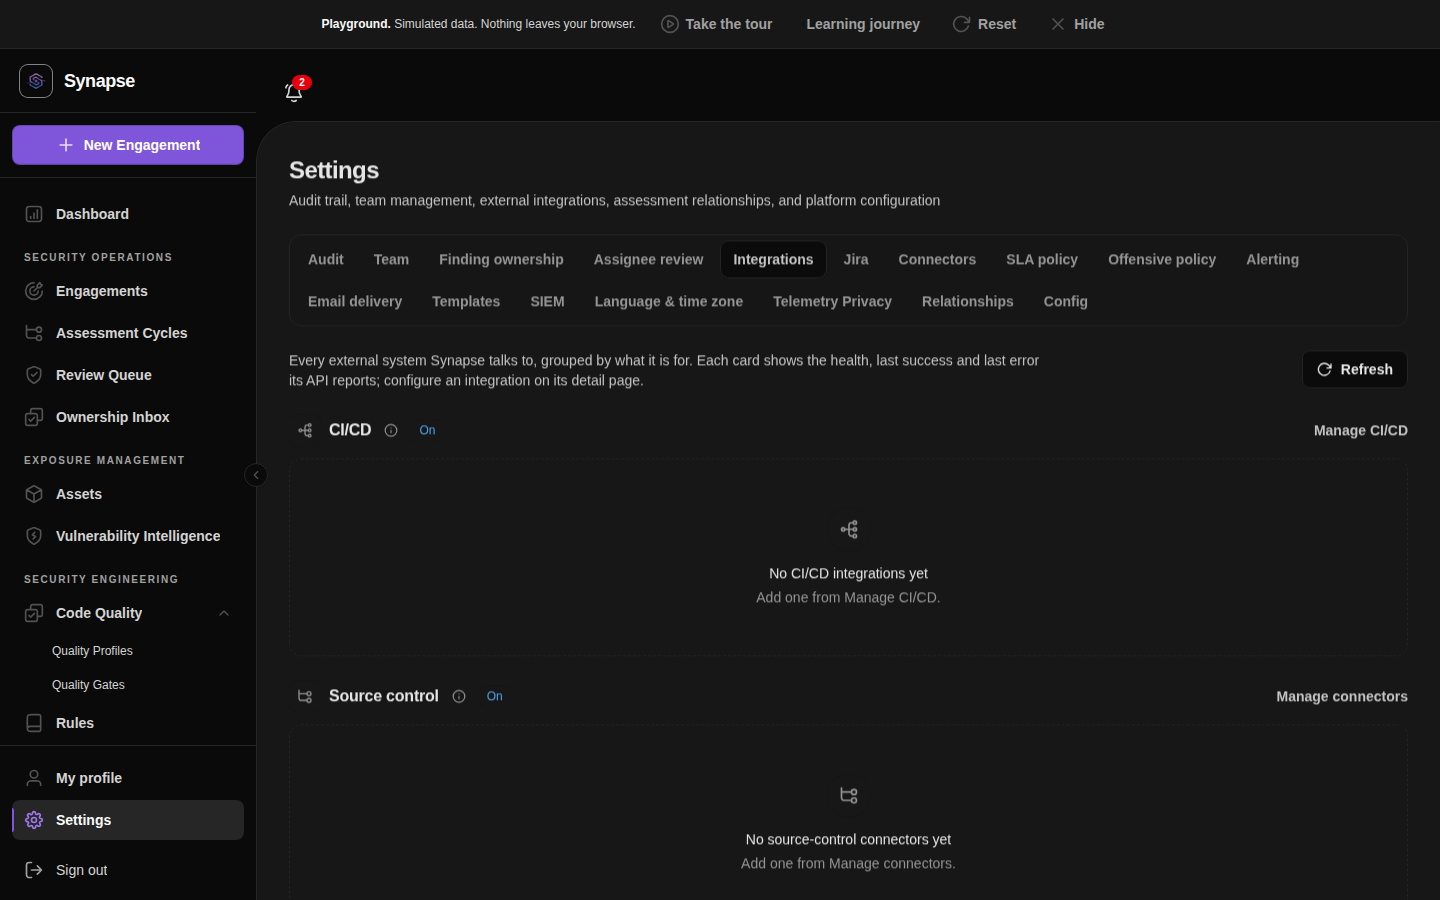 Playground. Simulated data. Nothing leaves your browser.
Take the tour
Learning journey
Reset
Hide
Synapse
2
New Engagement
Dashboard
SECURITY OPERATIONS
Engagements
Assessment Cycles
Review Queue
Ownership Inbox
EXPOSURE MANAGEMENT
Assets
Vulnerability Intelligence
SECURITY ENGINEERING
Code Quality
Quality Profiles
Quality Gates
Rules
My profile
Settings
Sign out
Settings
Audit trail, team management, external integrations, assessment relationships, and platform configuration
Audit Team Finding ownership Assignee review Integrations Jira Connectors SLA policy Offensive policy Alerting
Email delivery Templates SIEM Language & time zone Telemetry Privacy Relationships Config
Every external system Synapse talks to, grouped by what it is for. Each card shows the health, last success and last error
its API reports; configure an integration on its detail page.
Refresh
CI/CD On Manage CI/CD
No CI/CD integrations yet
Add one from Manage CI/CD.
Source control On Manage connectors
No source-control connectors yet
Add one from Manage connectors.